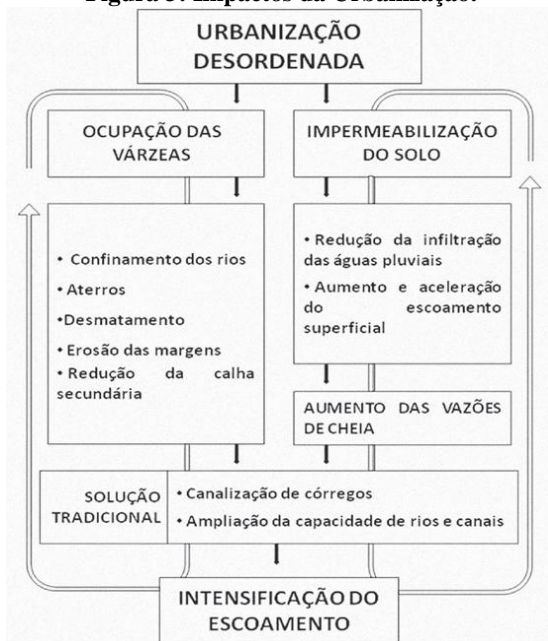 Figura 3: Impactos da Urbanização.
URBANIZAÇÃO
DESORDENADA
OCUPAÇÃO DAS
VÁRZEAS
IMPERMEABILIZAÇÃO
DO SOLO
• Confinamento dos rios
• Aterros
•Desmatamento
• Erosão das margens
• Redução da calha
secundária
• Redução da infiltração
das águas pluviais
• Aumento e aceleração
do escoamento
superficial
AUMENTO DAS VAZÕES
DE CHEIA
SOLUÇÃO
TRADICIONAL
• Canalização de córregos
• Ampliação da capacidade de rios e canais
INTENSIFICAÇÃO DO
ESCOAMENTO